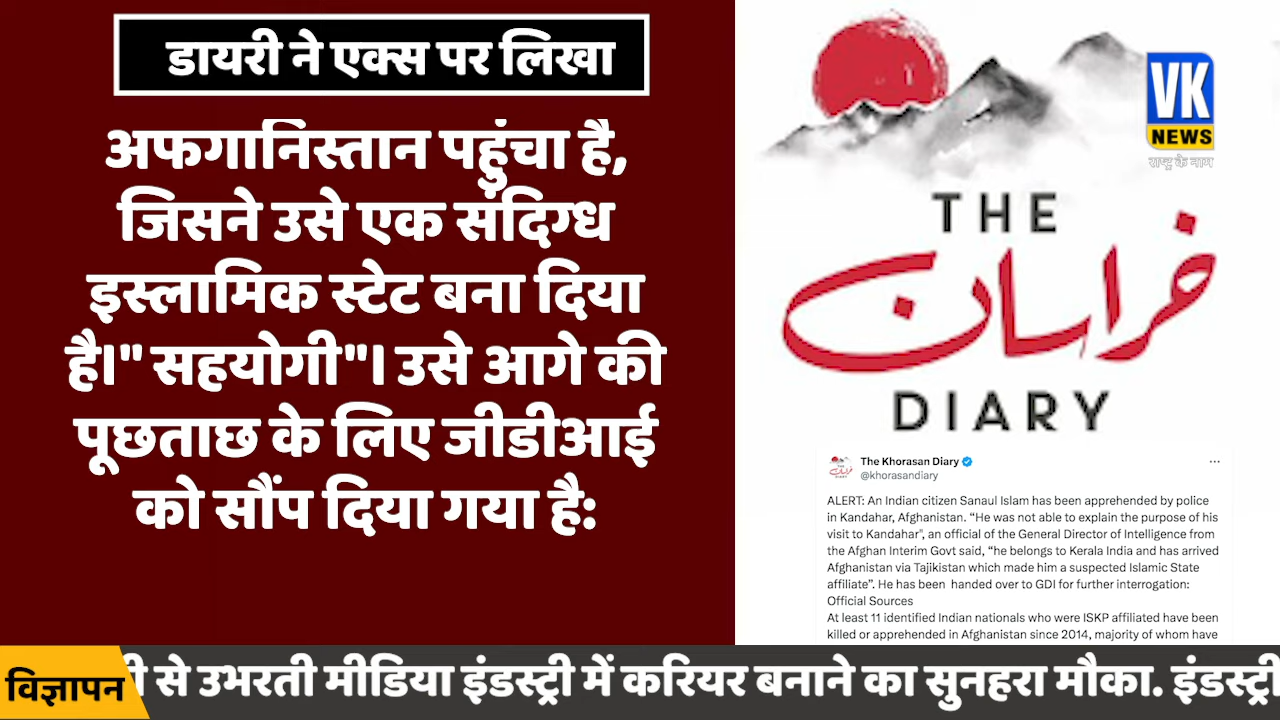 डायरी ने एक्स पर लिखा
अफगानिस्तान पहुंचा है,
जिसने उसे एक संदिग्ध
इस्लामिक स्टेट बना दिया
है।" सहयोगी"। उसे आगे की
पूछताछ के लिए जीडीआई
को सौंप दिया गया है:
VK
NEWS
राष्ट्र के नाम
THE
خراسان
DIARY
The Khorasan Diary
@khorasandiary
ALERT: An Indian citizen Sanaul Islam has been apprehended by police
in Kandahar, Afghanistan. “He was not able to explain the purpose of his
visit to Kandahar", an official of the General Director of Intelligence from
the Afghan Interim Govt said, “he belongs to Kerala India and has arrived
Afghanistan via Tajikistan which made him a suspected Islamic State
affiliate”. He has been handed over to GDI for further interrogation:
Official Sources
At least 11 identified Indian nationals who were ISKP affiliated have been
killed or apprehended in Afghanistan since 2014, majority of whom have
विज्ञापन
से उभरती मीडिया इंडस्ट्री में करियर बनाने का सुनहरा मौका. इंडस्ट्री